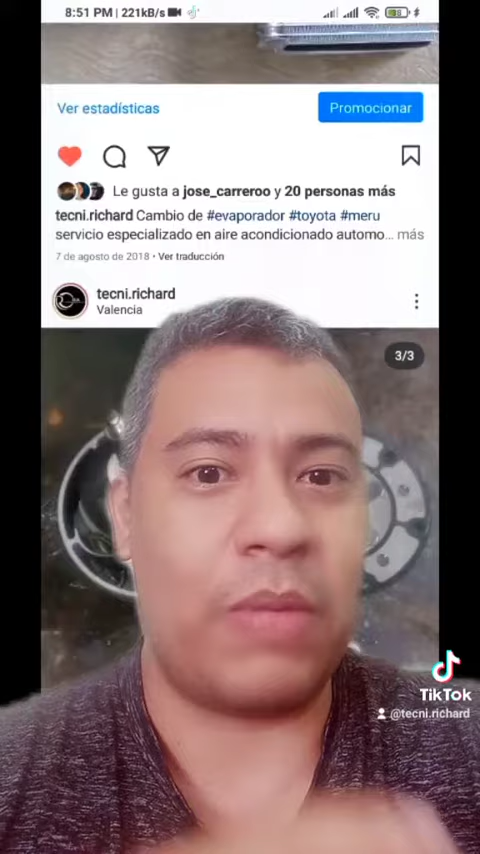 8:51 PM | 221kB/s
Ver estadísticas
Promocionar
Le gusta a jose_carreroo y 20 personas más
tecni.richard Cambio de #evaporador #toyota #meru
servicio especializado en aire acondicionado automo... más
7 de agosto de 2018 • Ver traducción
tecni.richard
Valencia
3/3
TikTok
@tecni.richard